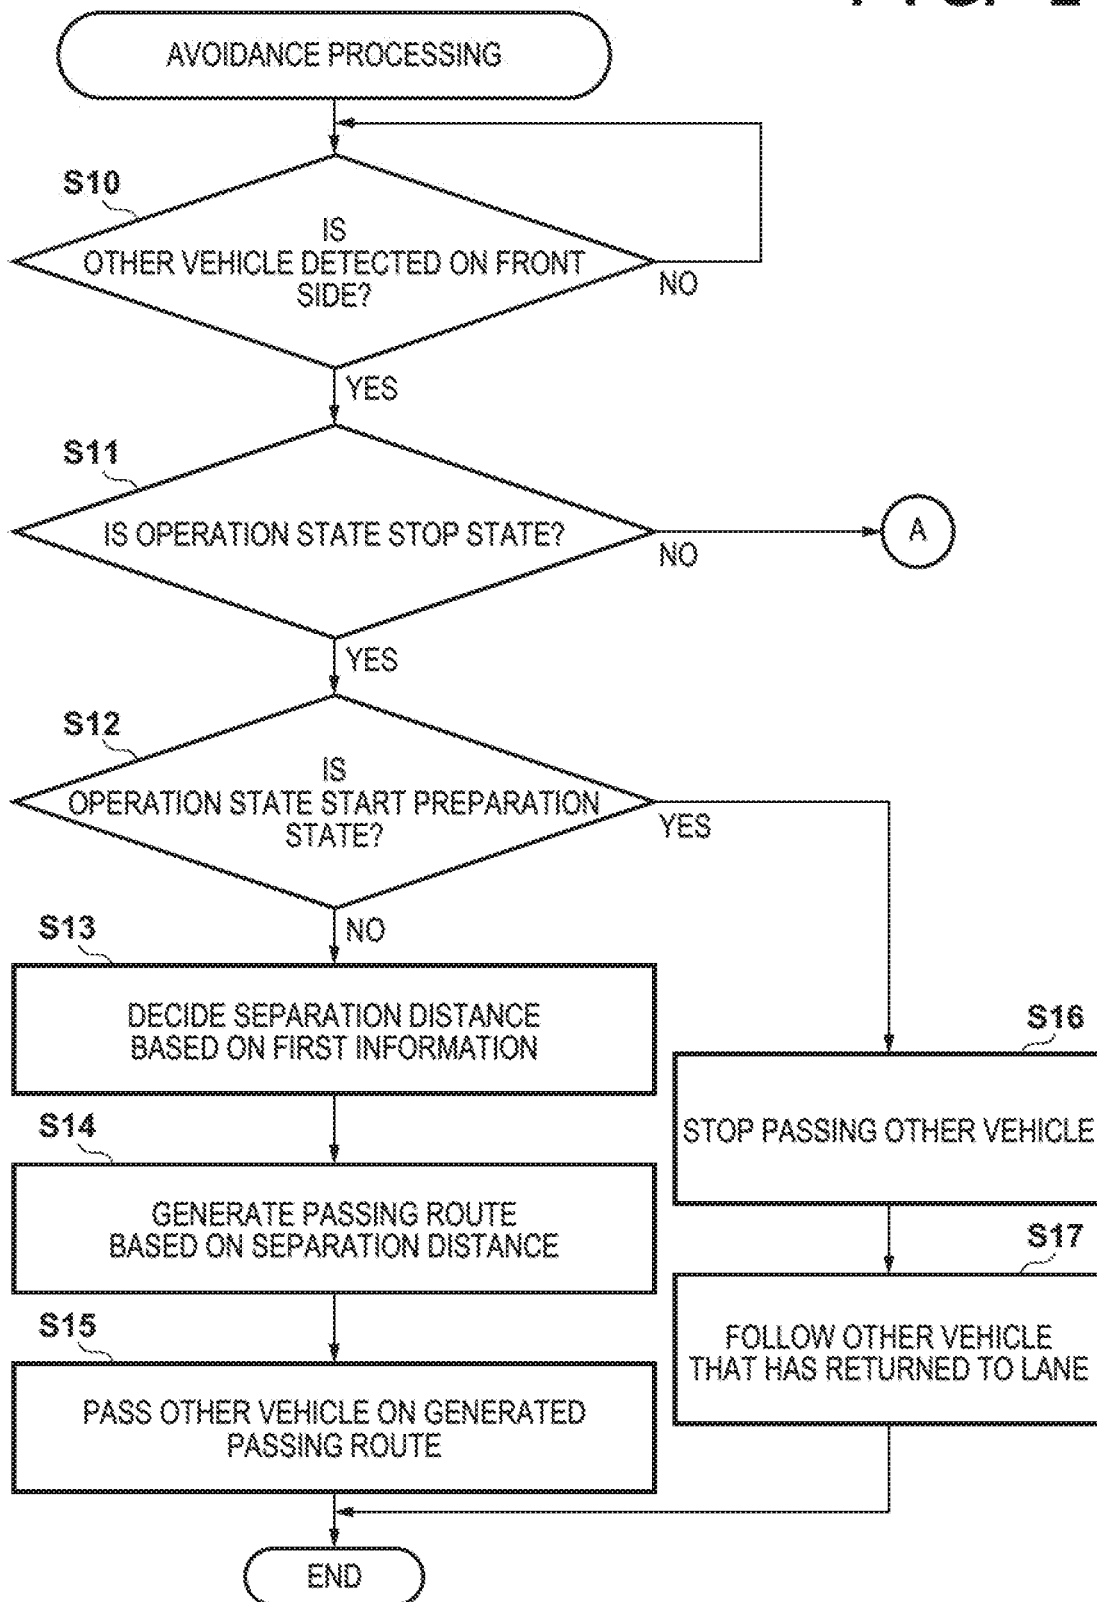 AVOIDANCE PROCESSING
S10
IS
OTHER VEHICLE DETECTED ON FRONT
SIDE?
NO
YES
S11
IS OPERATION STATE STOP STATE?
NO
A
YES
S12
IS
OPERATION STATE START PREPARATION
STATE?
YES
NO
S13
DECIDE SEPARATION DISTANCE
BASED ON FIRST INFORMATION
S16
STOP PASSING OTHER VEHICLE
S14
GENERATE PASSING ROUTE
BASED ON SEPARATION DISTANCE
S17
FOLLOW OTHER VEHICLE
THAT HAS RETURNED TO LANE
S15
PASS OTHER VEHICLE ON GENERATED
PASSING ROUTE
END